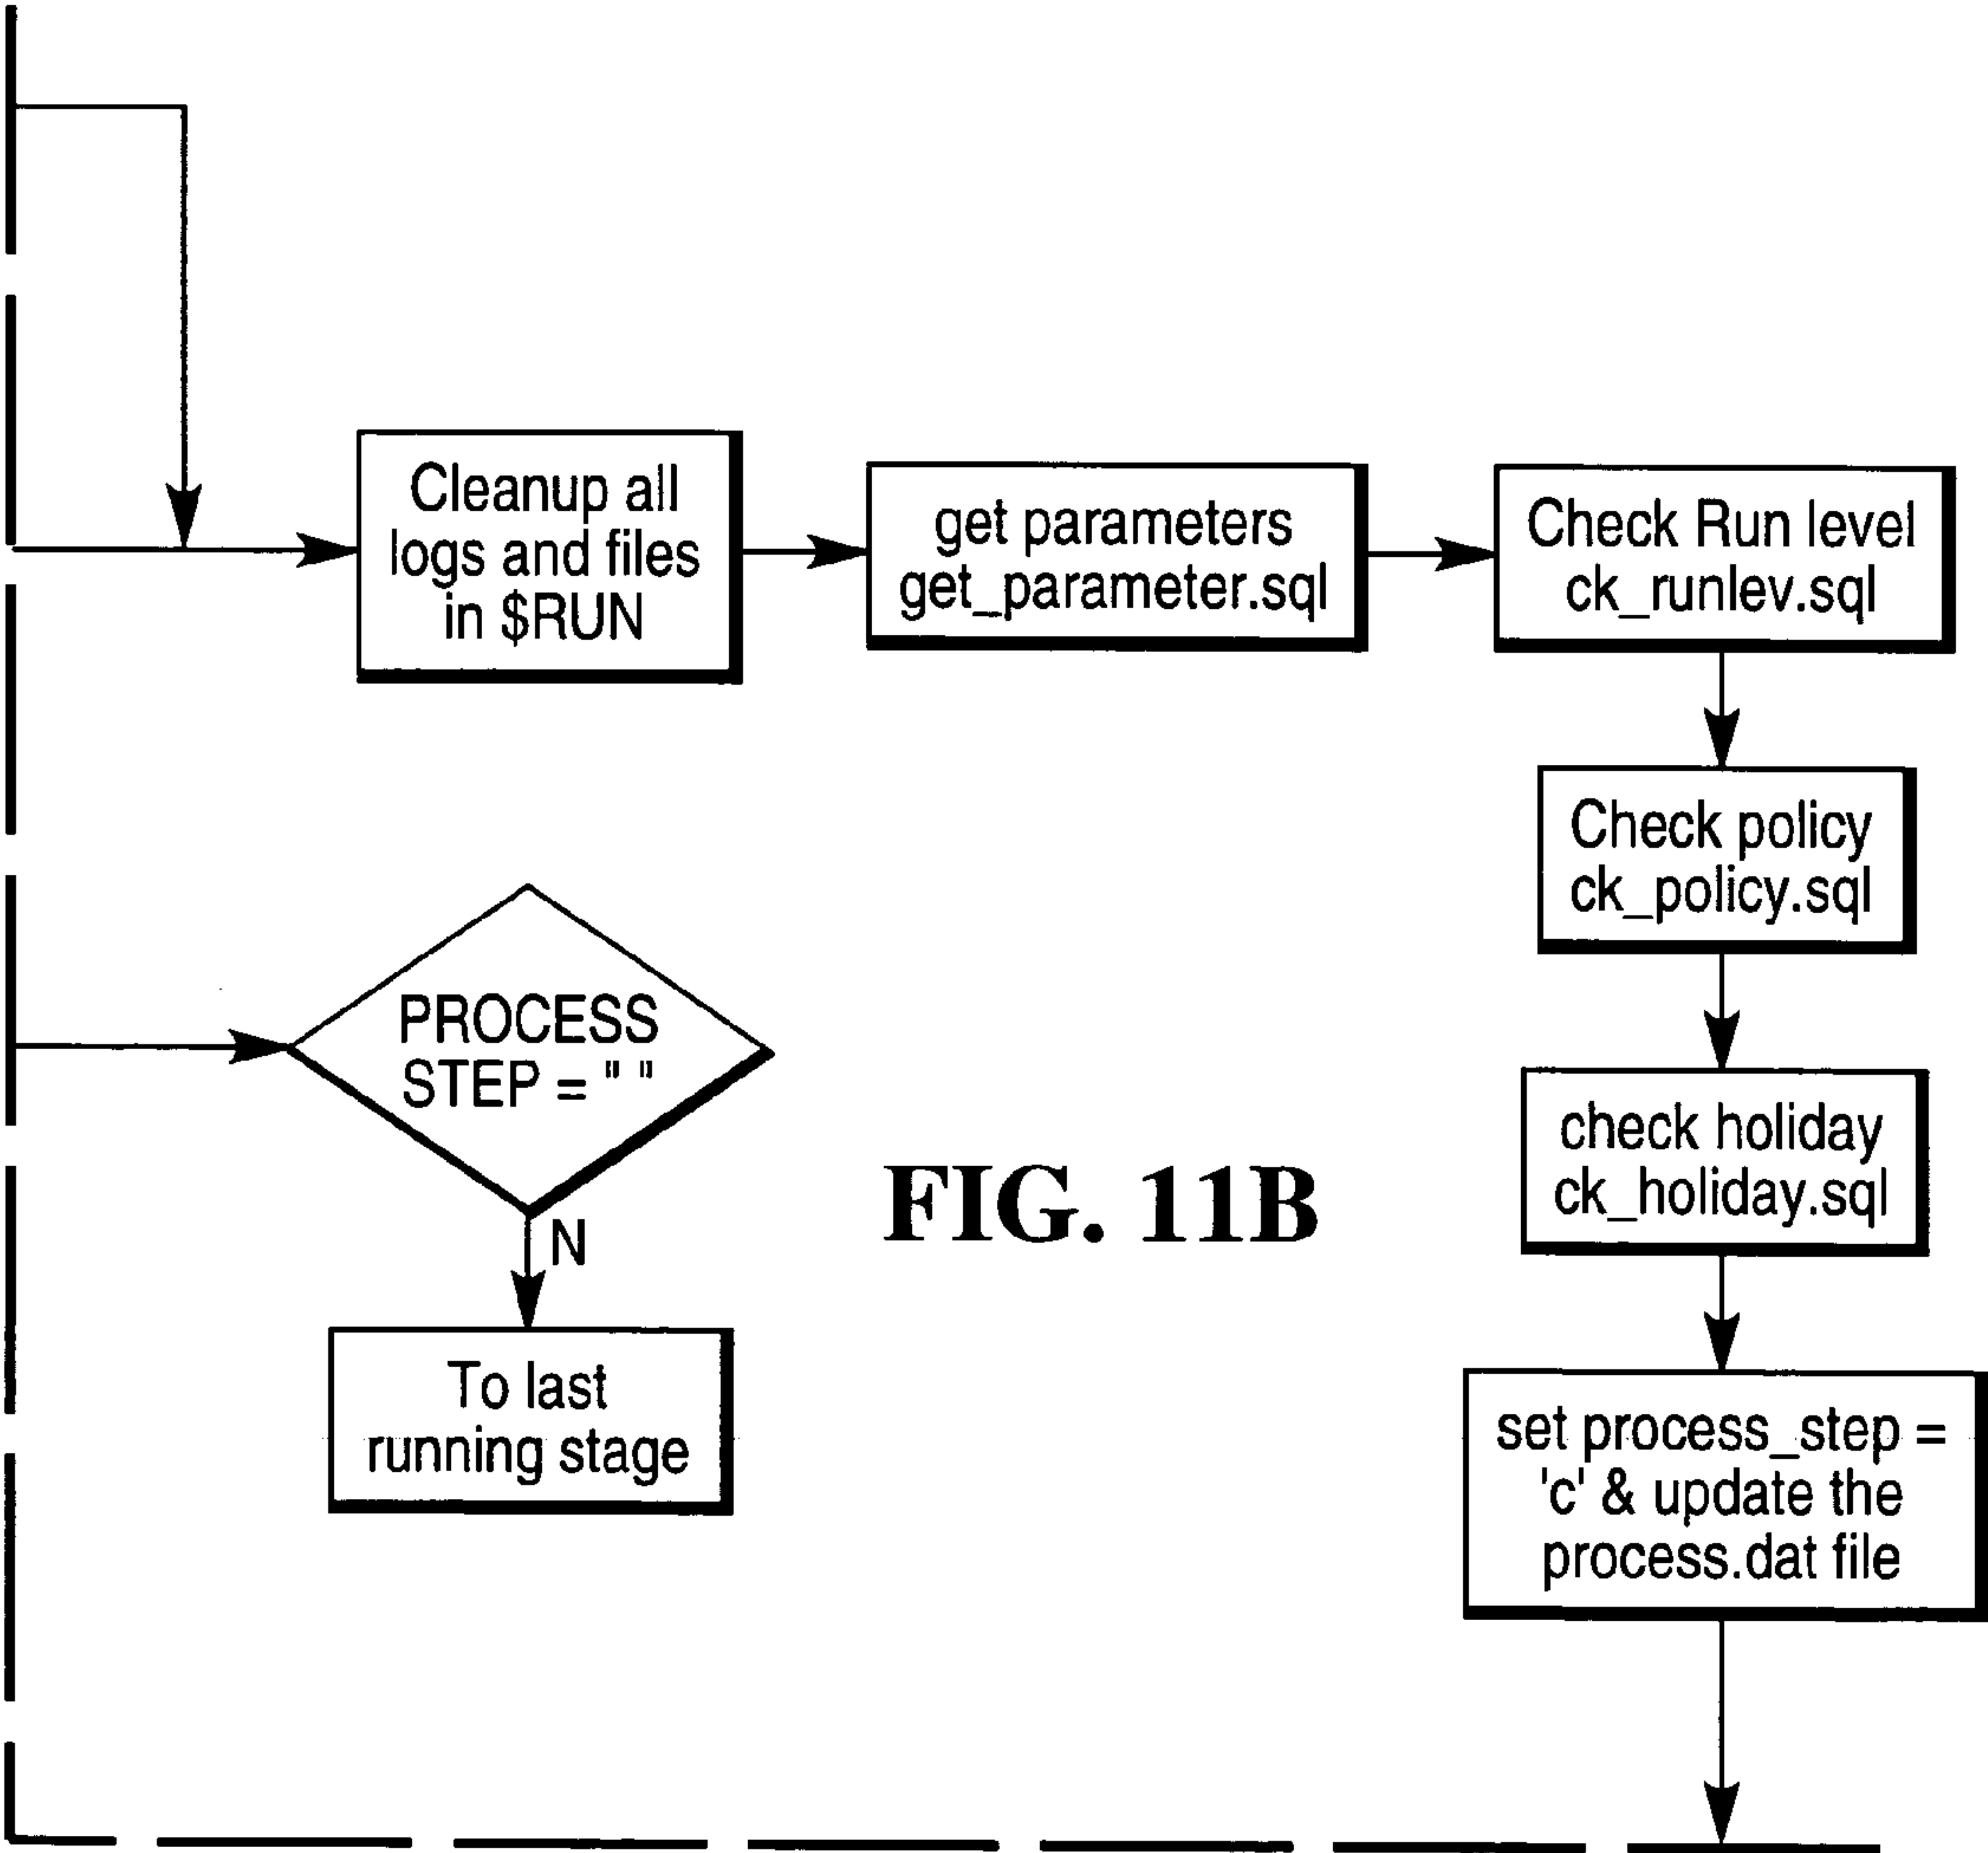 Cleanup all
logs and files
in $RUN
get parameters
get_parameter.sql
Check Run level
ck_runlev.sql
Check policy
ck_policy.sql
check holiday
ck_holiday.sql
set process_step =
'c' & update the
process.dat file
PROCESS
STEP = " "
N
To last
running stage
FIG. 11B